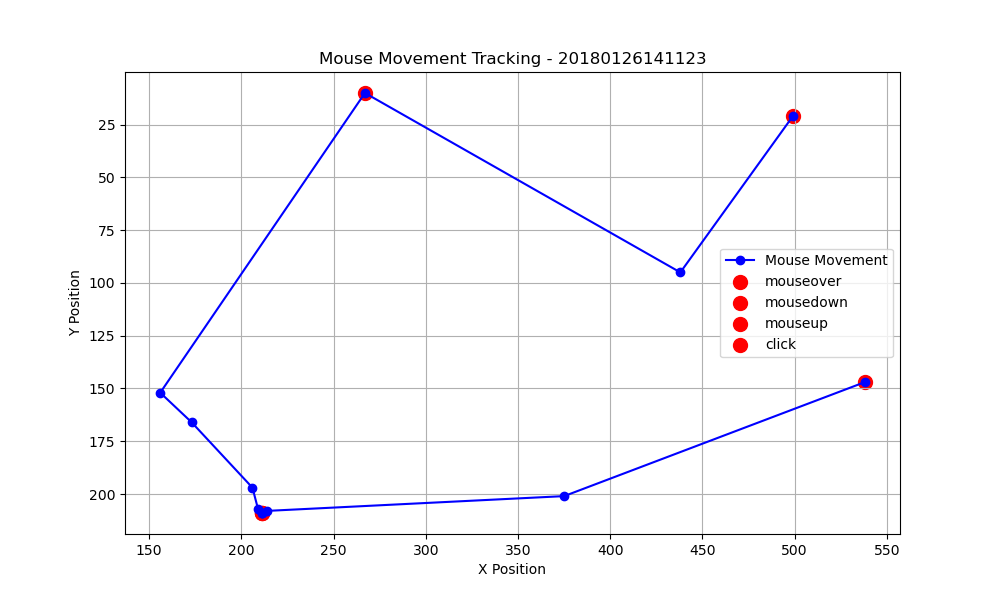 Mouse Movement Tracking - 20180126141123
Y Position
25
50
75
100
125
150
175
200
Mouse Movement
mouseover
mousedown
mouseup
click
150
200
250
300
350
400
450
500
550
X Position